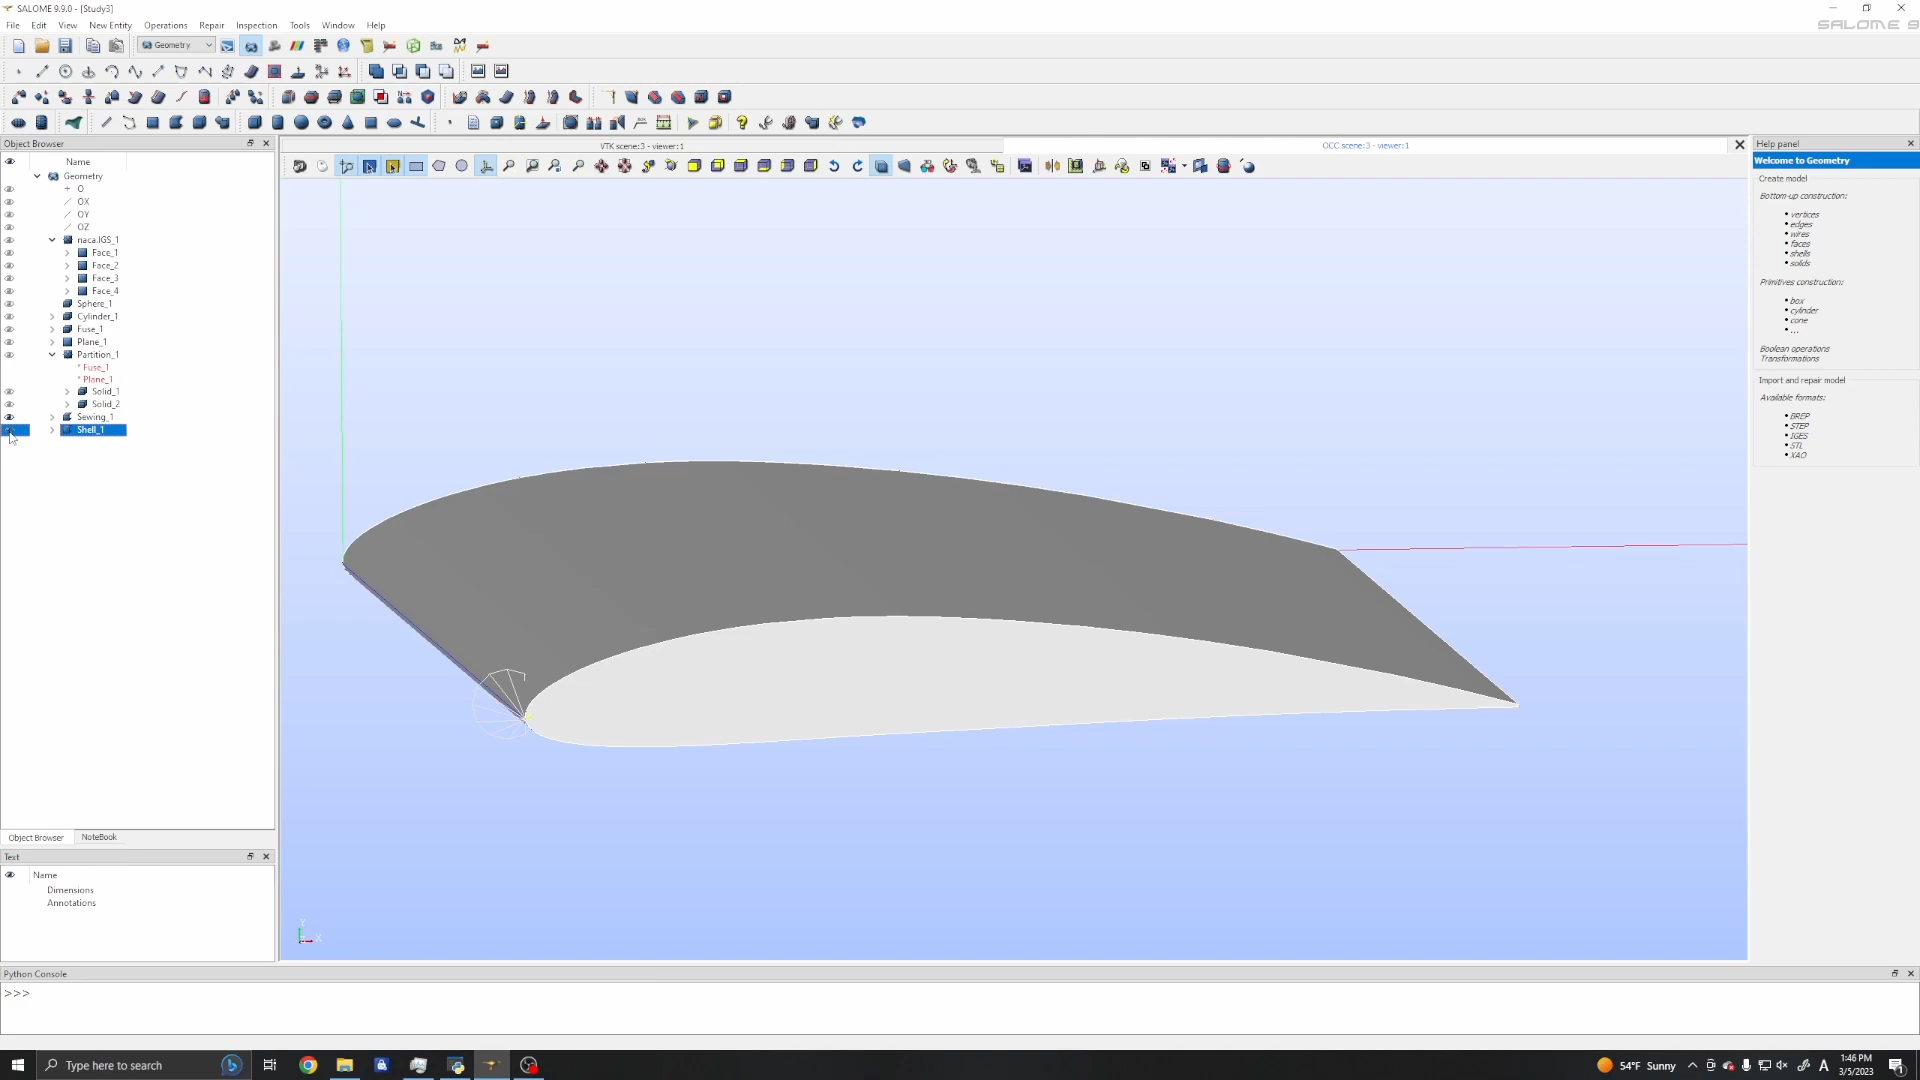 SALOME 9.9.0 - [Study3]
File Edit View New Entity Operations Repair Inspection Tools Window Help
SALOME 9
Geometry
Object Browser
Name
Geometry
O
OX
OY
OZ
naca.IGS_1
Face_1
Face_2
Face_3
Face_4
Sphere_1
Cylinder_1
Fuse_1
Plane_1
Partition_1
* Fuse_1
* Plane_1
Solid_1
Solid_2
Sewing_1
Shell_1
Object Browser NoteBook
Text
Name
Dimensions
Annotations
VTK scene:3 - viewer:1
OCC scene:3 - viewer:1
Y
X
Help panel
Welcome to Geometry
Create model
Bottom-up construction:
• vertices
• edges
• wires
• faces
• shells
• solids
Primitives construction:
• box
• cylinder
• cone
• ...
Boolean operations
Transformations
Import and repair model
Available formats:
• BREP
• STEP
• IGES
• STL
• XAO
Python Console
>>>
Type here to search
54°F Sunny
A
1:46 PM
3/5/2023
1